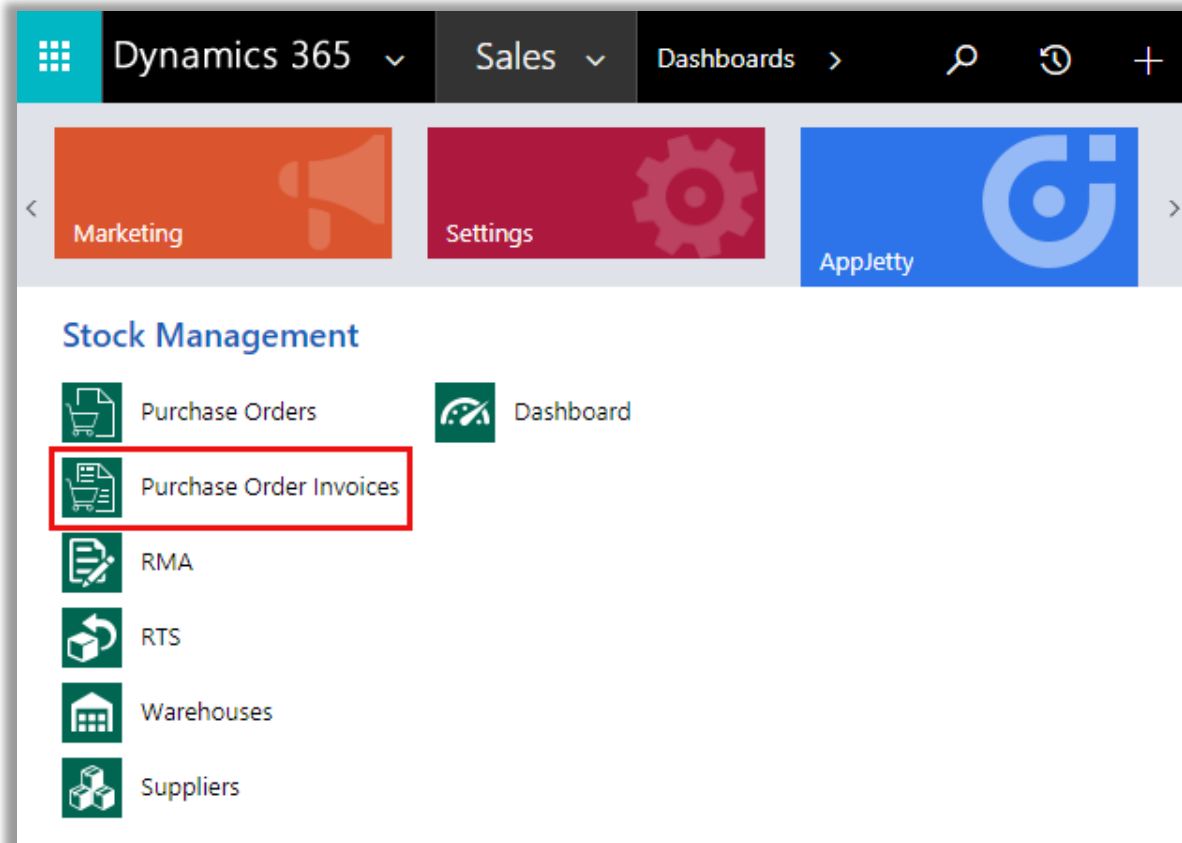 Dynamics 365 Sales Dashboards
Marketing Settings AppJetty
Stock Management
Purchase Orders Dashboard
Purchase Order Invoices
RMA
RTS
Warehouses
Suppliers